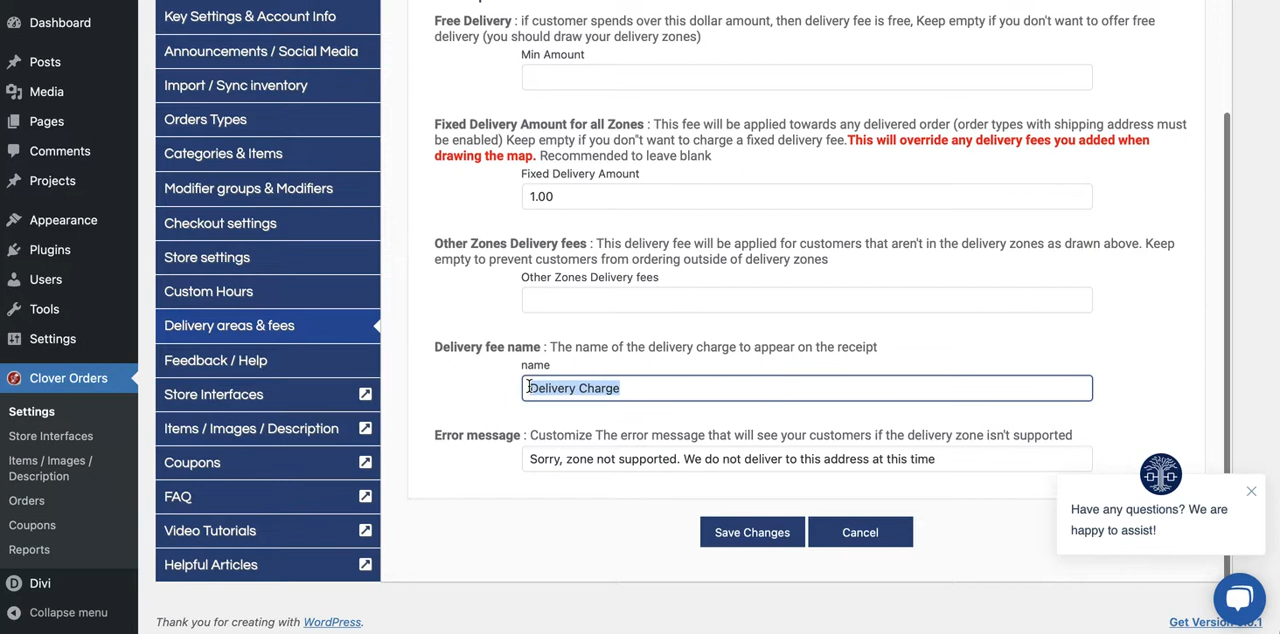 Dashboard
Posts
Media
Pages
Comments
Projects
Appearance
Plugins
Users
Tools
Settings
Clover Orders
Settings
Store Interfaces
Items / Images /
Description
Orders
Coupons
Reports
Divi
Collapse menu
Key Settings & Account Info
Announcements / Social Media
Import / Sync inventory
Orders Types
Categories & Items
Modifier groups & Modifiers
Checkout settings
Store settings
Custom Hours
Delivery areas & fees
Feedback / Help
Store Interfaces
Items / Images / Description
Coupons
FAQ
Video Tutorials
Helpful Articles
Free Delivery : if customer spends over this dollar amount, then delivery fee is free, Keep empty if you don't want to offer free
delivery (you should draw your delivery zones)
Min Amount
Fixed Delivery Amount for all Zones : This fee will be applied towards any delivered order (order types with shipping address must
be enabled) Keep empty if you don"t want to charge a fixed delivery fee.This will override any delivery fees you added when
drawing the map. Recommended to leave blank
Fixed Delivery Amount
1.00
Other Zones Delivery fees : This delivery fee will be applied for customers that aren't in the delivery zones as drawn above. Keep
empty to prevent customers from ordering outside of delivery zones
Other Zones Delivery fees
Delivery fee name : The name of the delivery charge to appear on the receipt
name
Delivery Charge
Error message : Customize The error message that will see your customers if the delivery zone isn't supported
Sorry, zone not supported. We do not deliver to this address at this time
Save Changes
Cancel
Have any questions? We are
happy to assist!
Thank you for creating with WordPress.
Get Version